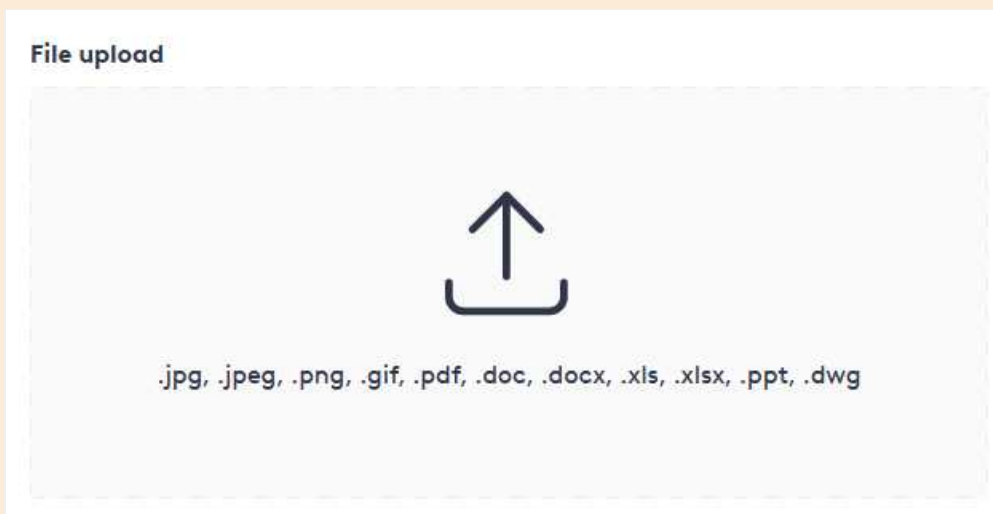 File upload
.jpg, .jpeg, .png, .gif, .pdf, .doc, .docx, .xls, .xlsx, .ppt, .dwg